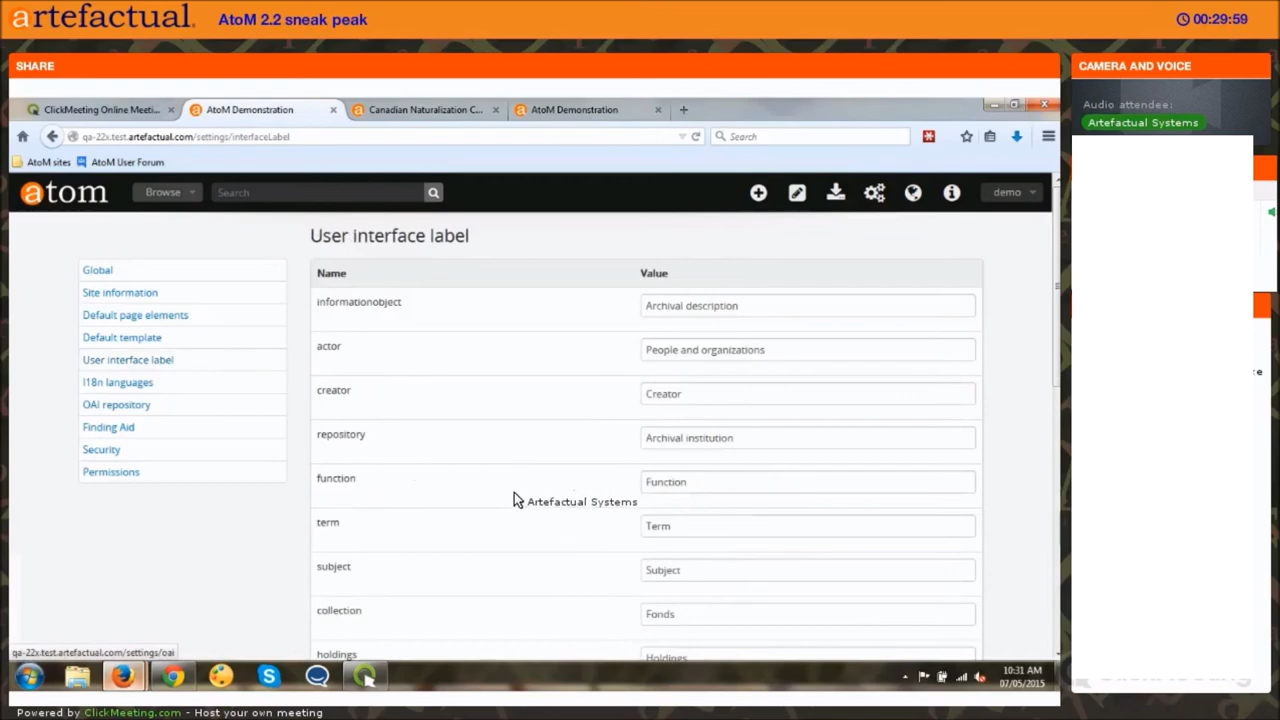 artefactual.
AtoM 2.2 sneak peak
00:29:59
SHARE
CAMERA AND VOICE
Audio attendee:
Artefactual Systems
ClickMeeting Online Meeti...
AtoM Demonstration
Canadian Naturalization C...
AtoM Demonstration
qa-22x.test.artefactual.com/settings/interfaceLabel
Search
AtoM sites
AtoM User Forum
atom
Browse
Search
demo
User interface label
Global
Site information
Default page elements
Default template
User interface label
I18n languages
OAI repository
Finding Aid
Security
Permissions
Name Value
informationobject Archival description
actor People and organizations
creator Creator
repository Archival institution
function Function
Artefactual Systems
term Term
subject Subject
collection Fonds
holdings Holdings
qa-22x.test.artefactual.com/settings/oai
10:31 AM
07/05/2015
Powered by ClickMeeting.com - Host your own meeting